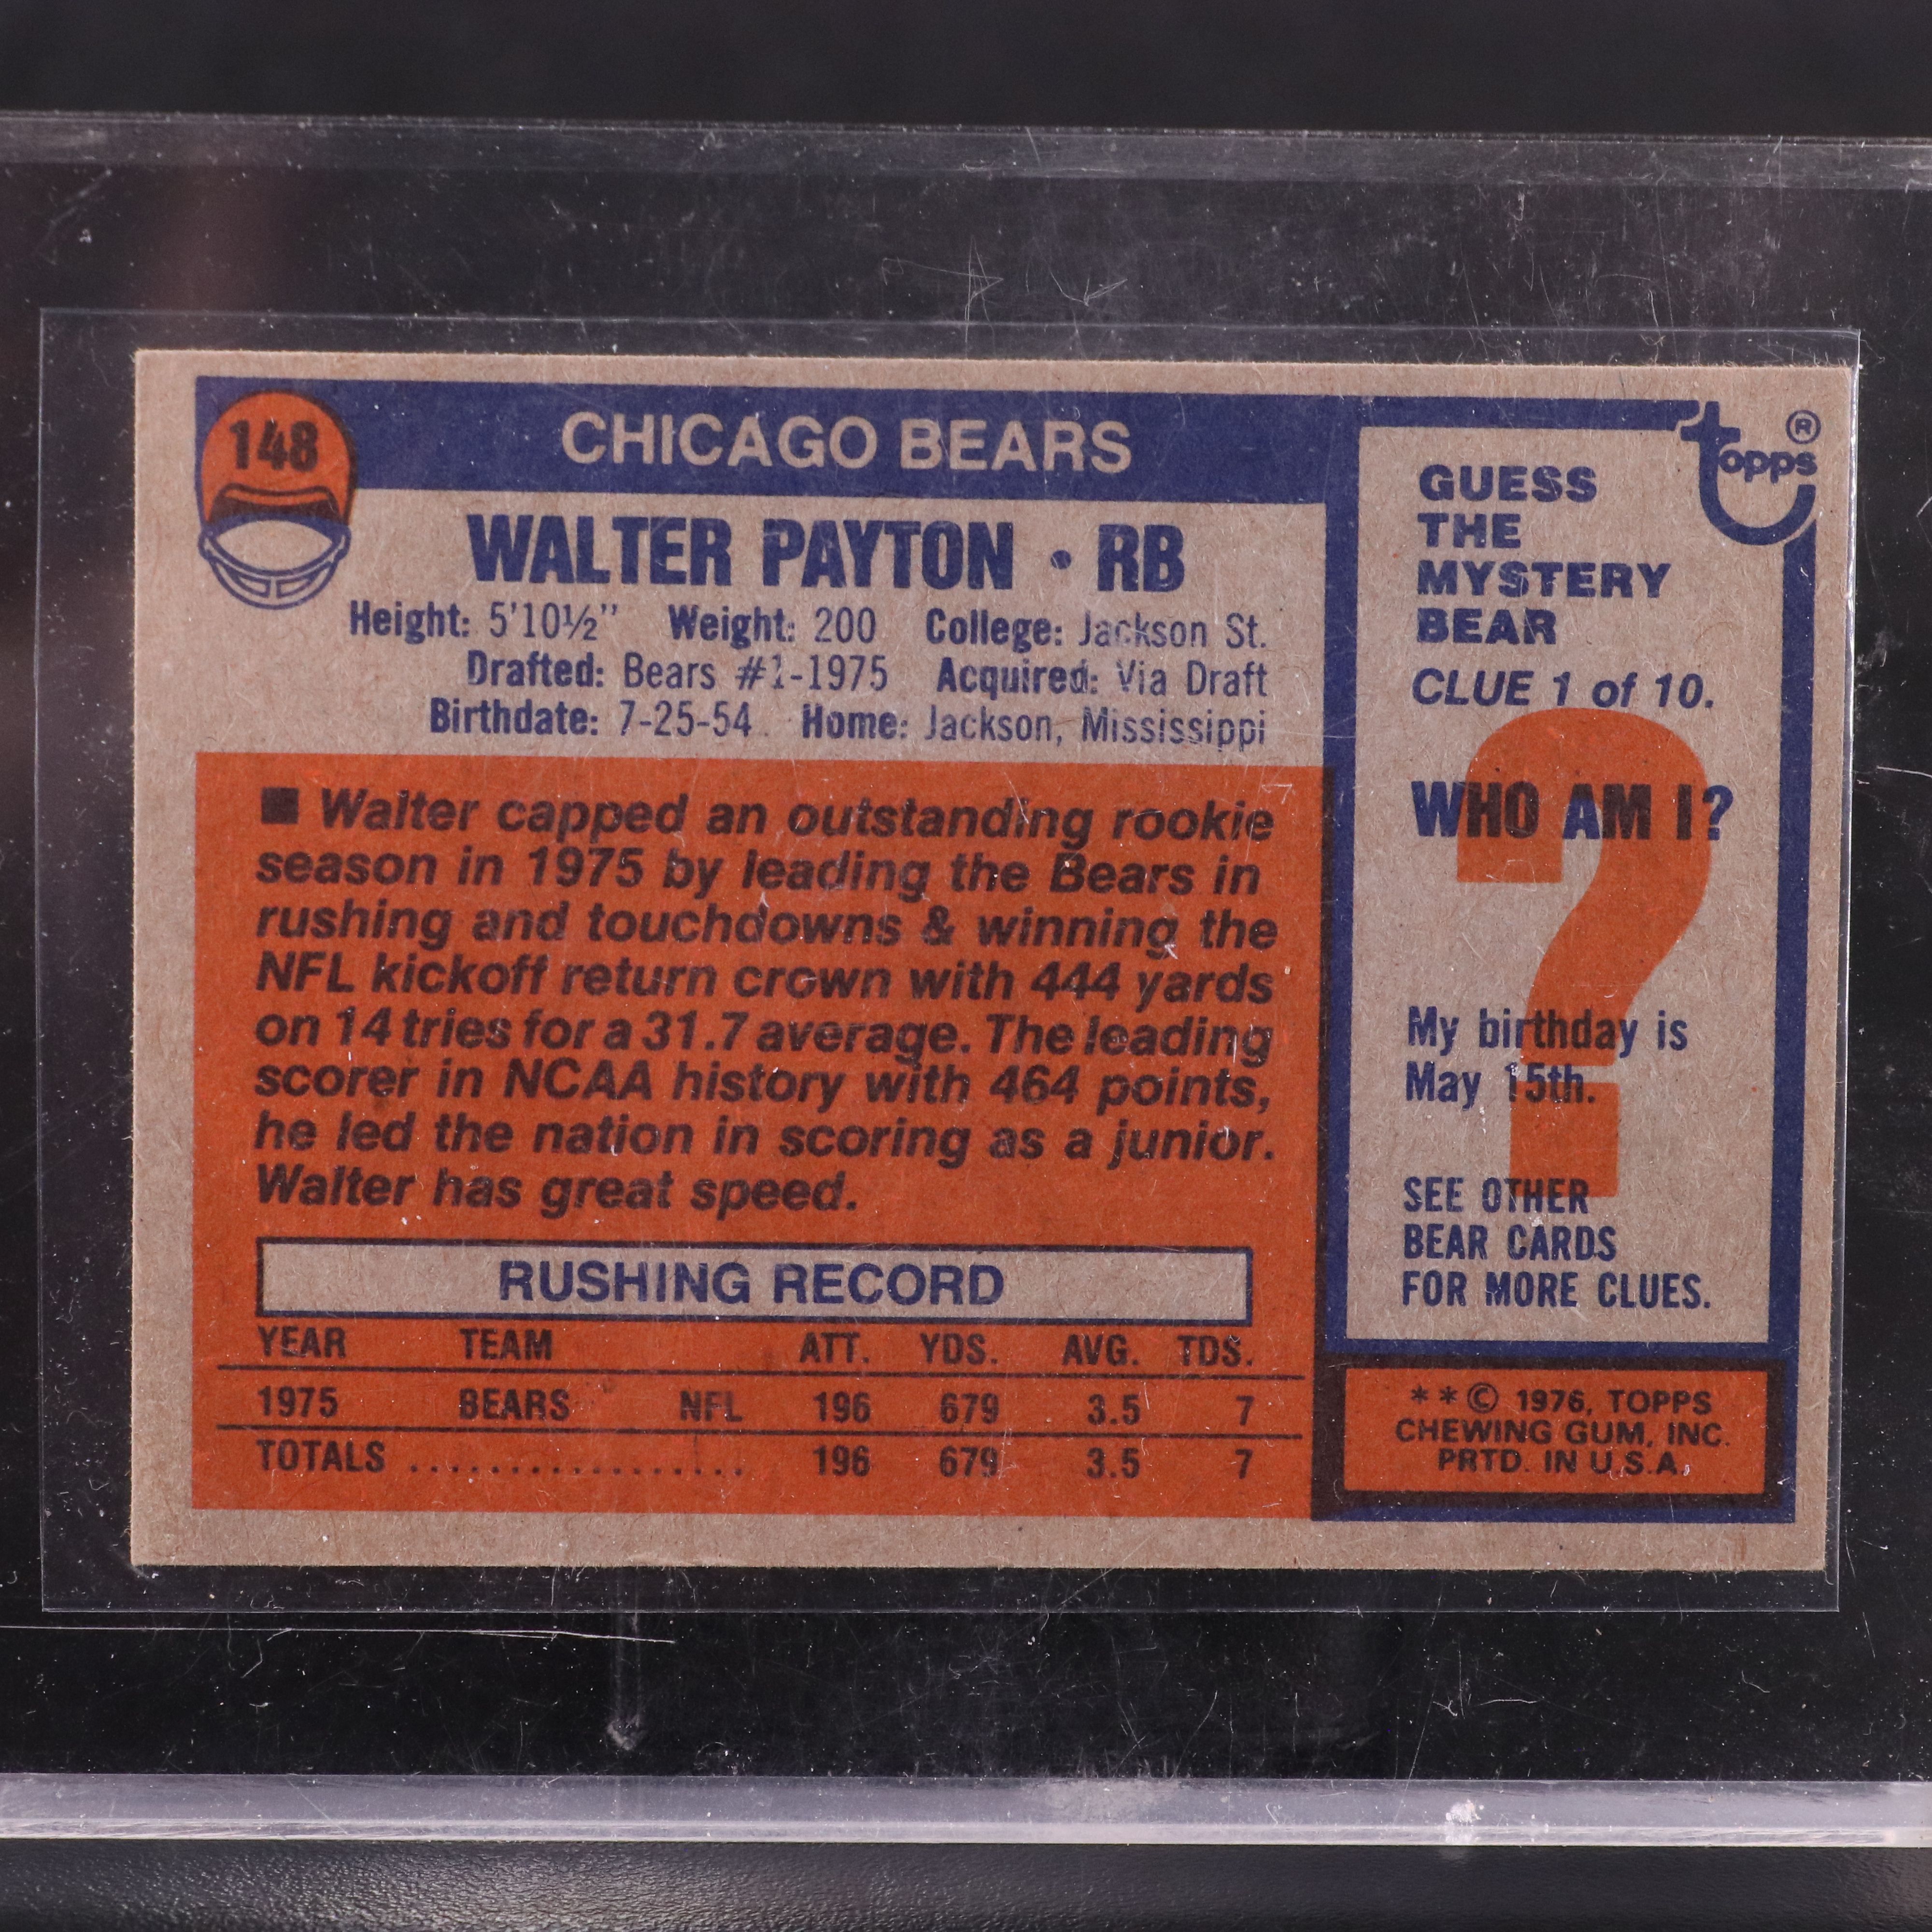 148
CHICAGO BEARS
WALTER PAYTON • RB
Height: 5'10½" Weight: 200 College: Jackson St.
Drafted: Bears #1-1975 Acquired: Via Draft
Birthdate: 7-25-54 Home: Jackson, Mississippi
■ Walter capped an outstanding rookie
season in 1975 by leading the Bears in
rushing and touchdowns & winning the
NFL kickoff return crown with 444 yards
on 14 tries for a 31.7 average. The leading
scorer in NCAA history with 464 points,
he led the nation in scoring as a junior.
Walter has great speed.
RUSHING RECORD
YEAR TEAM ATT. YDS. AVG. TDS.
1975 BEARS NFL 196 679 3.5 7
TOTALS .................. 196 679 3.5 7
topps®
GUESS
THE
MYSTERY
BEAR
CLUE 1 of 10.
WHO AM I?
?
My birthday is
May 15th.
SEE OTHER
BEAR CARDS
FOR MORE CLUES.
**© 1976, TOPPS
CHEWING GUM, INC.
PRTD. IN U.S.A.